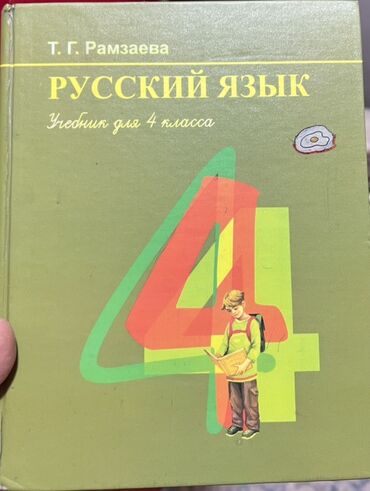 Т. Г. Рамзаева
РУССКИЙ ЯЗЫК
Учебник для 4 класса
4